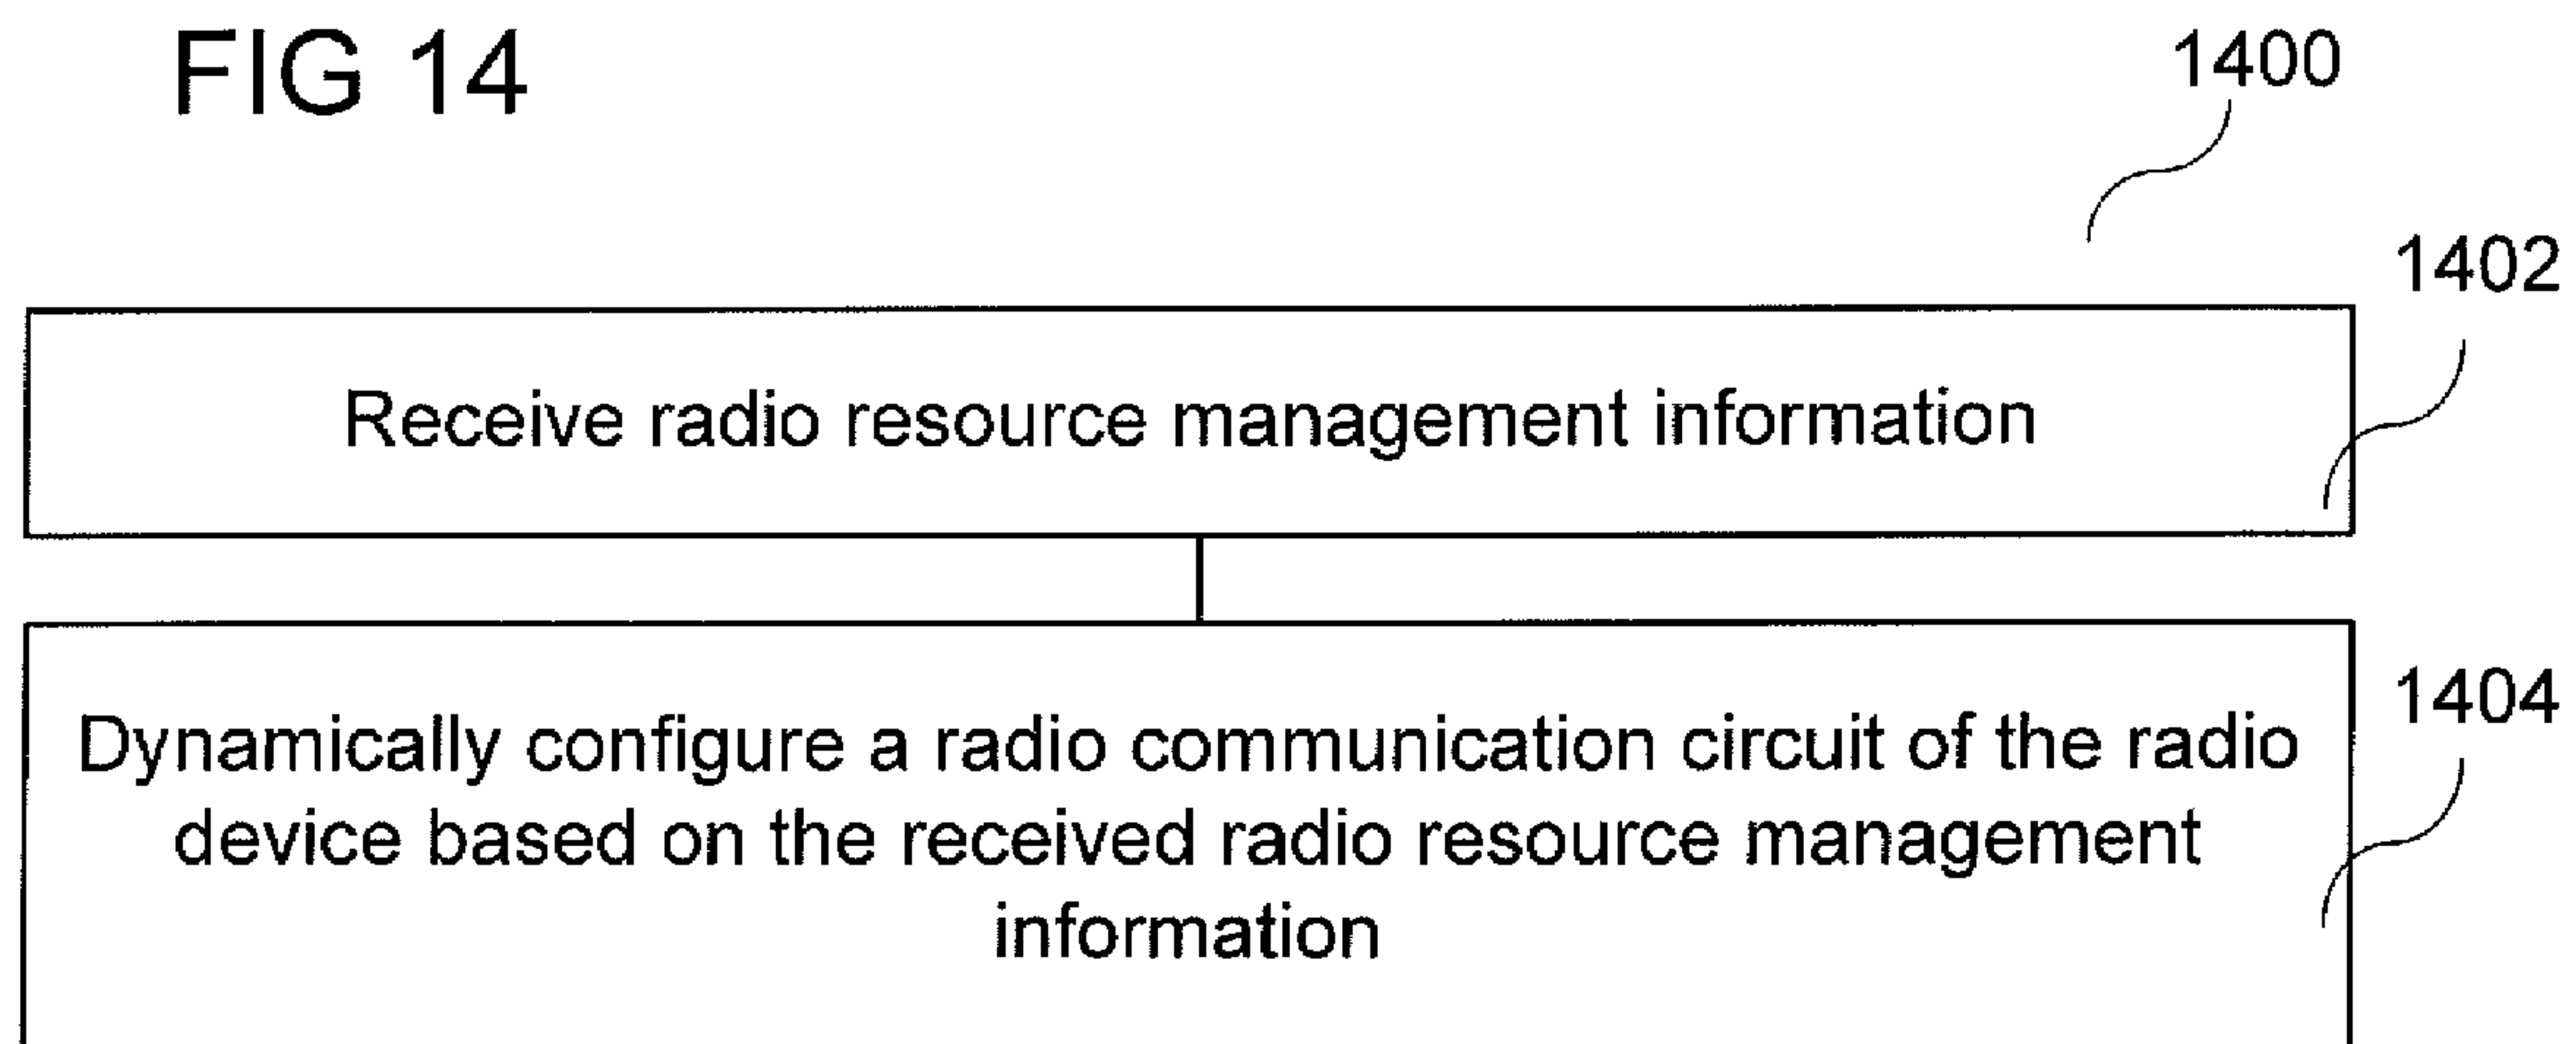 FIG 14
1400
1402
Receive radio resource management information
1404
Dynamically configure a radio communication circuit of the radio
device based on the received radio resource management
information